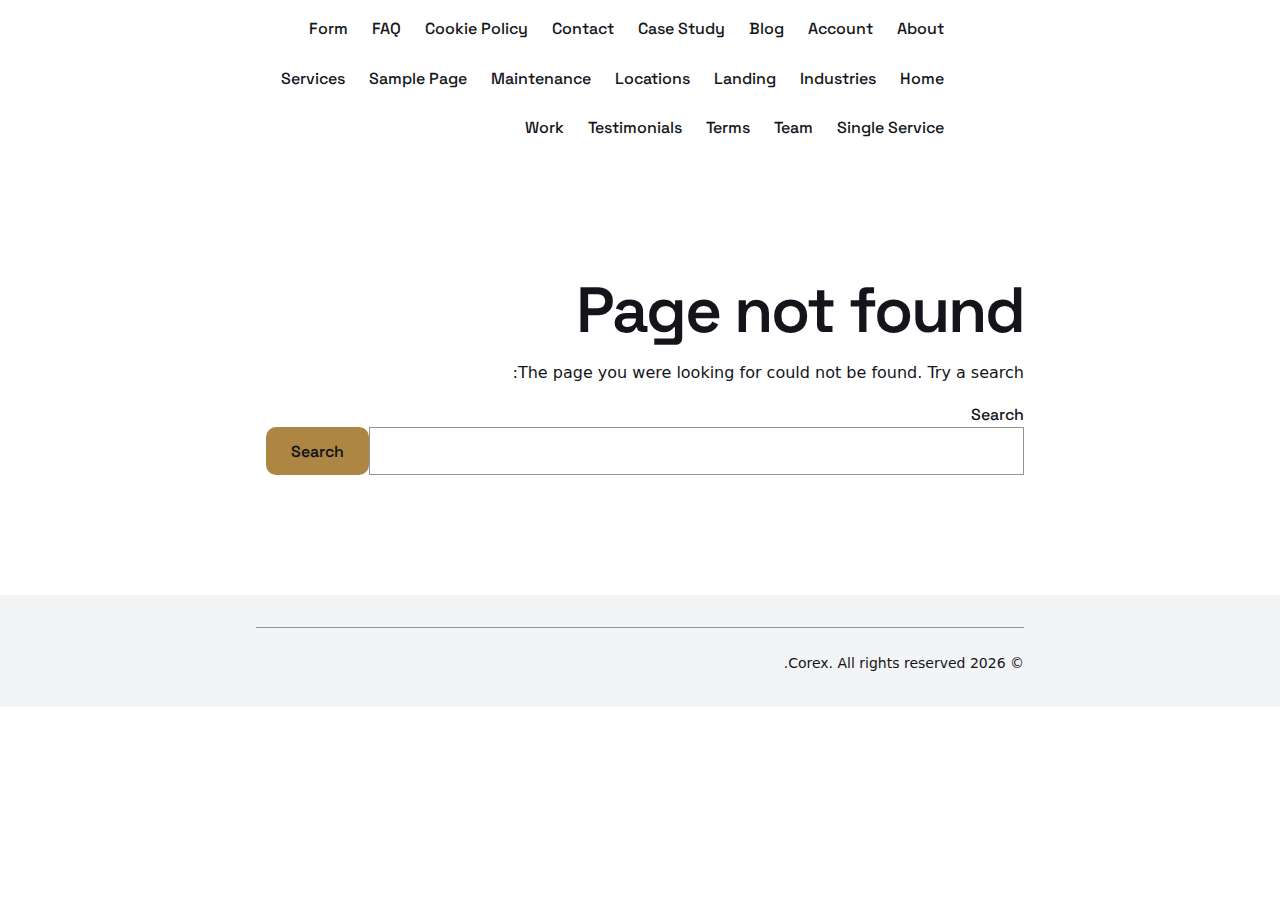 About Account Blog Case Study Contact Cookie Policy FAQ Form
Home Industries Landing Locations Maintenance Sample Page Services
Single Service Team Terms Testimonials Work
Page not found
The page you were looking for could not be found. Try a search:
Search
Search
© 2026 Corex. All rights reserved.